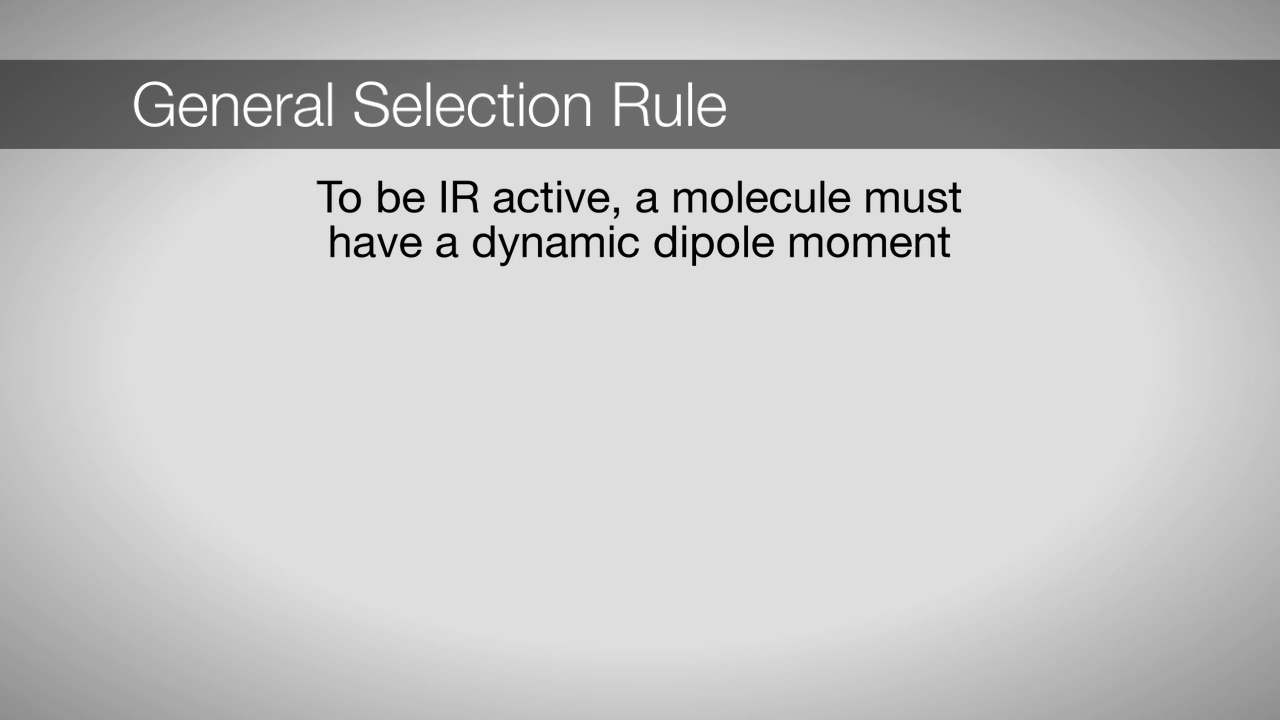 General Selection Rule
To be IR active, a molecule must
have a dynamic dipole moment